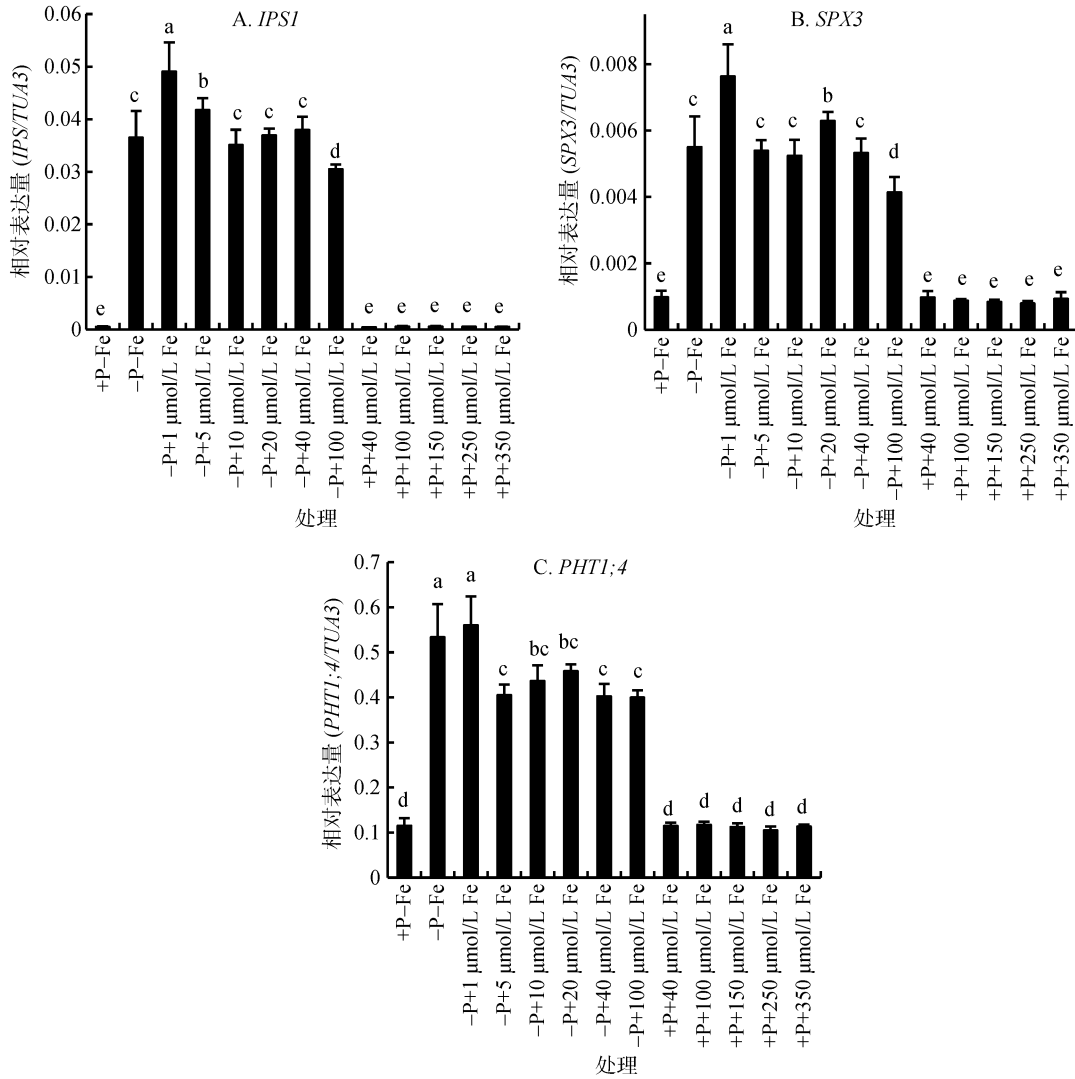 A. IPS1
相对表达量 (IPS/TUA3)
0.06
0.05
0.04
0.03
0.02
0.01
0
e
c
a
b
c
c
c
d
e
e
e
e
e
+P–Fe
–P–Fe
–P+1 μmol/L Fe
–P+5 μmol/L Fe
–P+10 μmol/L Fe
–P+20 μmol/L Fe
–P+40 μmol/L Fe
–P+100 μmol/L Fe
+P+40 μmol/L Fe
+P+100 μmol/L Fe
+P+150 μmol/L Fe
+P+250 μmol/L Fe
+P+350 μmol/L Fe
处理
B. SPX3
相对表达量 (SPX3/TUA3)
0.008
0.006
0.004
0.002
0
e
c
a
c
c
b
c
d
e
e
e
e
e
+P–Fe
–P–Fe
–P+1 μmol/L Fe
–P+5 μmol/L Fe
–P+10 μmol/L Fe
–P+20 μmol/L Fe
–P+40 μmol/L Fe
–P+100 μmol/L Fe
+P+40 μmol/L Fe
+P+100 μmol/L Fe
+P+150 μmol/L Fe
+P+250 μmol/L Fe
+P+350 μmol/L Fe
处理
C. PHT1;4
相对表达量 (PHT1;4/TUA3)
0.7
0.6
0.5
0.4
0.3
0.2
0.1
0
d
a
a
c
bc
bc
c
c
d
d
d
d
d
+P–Fe
–P–Fe
–P+1 μmol/L Fe
–P+5 μmol/L Fe
–P+10 μmol/L Fe
–P+20 μmol/L Fe
–P+40 μmol/L Fe
–P+100 μmol/L Fe
+P+40 μmol/L Fe
+P+100 μmol/L Fe
+P+150 μmol/L Fe
+P+250 μmol/L Fe
+P+350 μmol/L Fe
处理